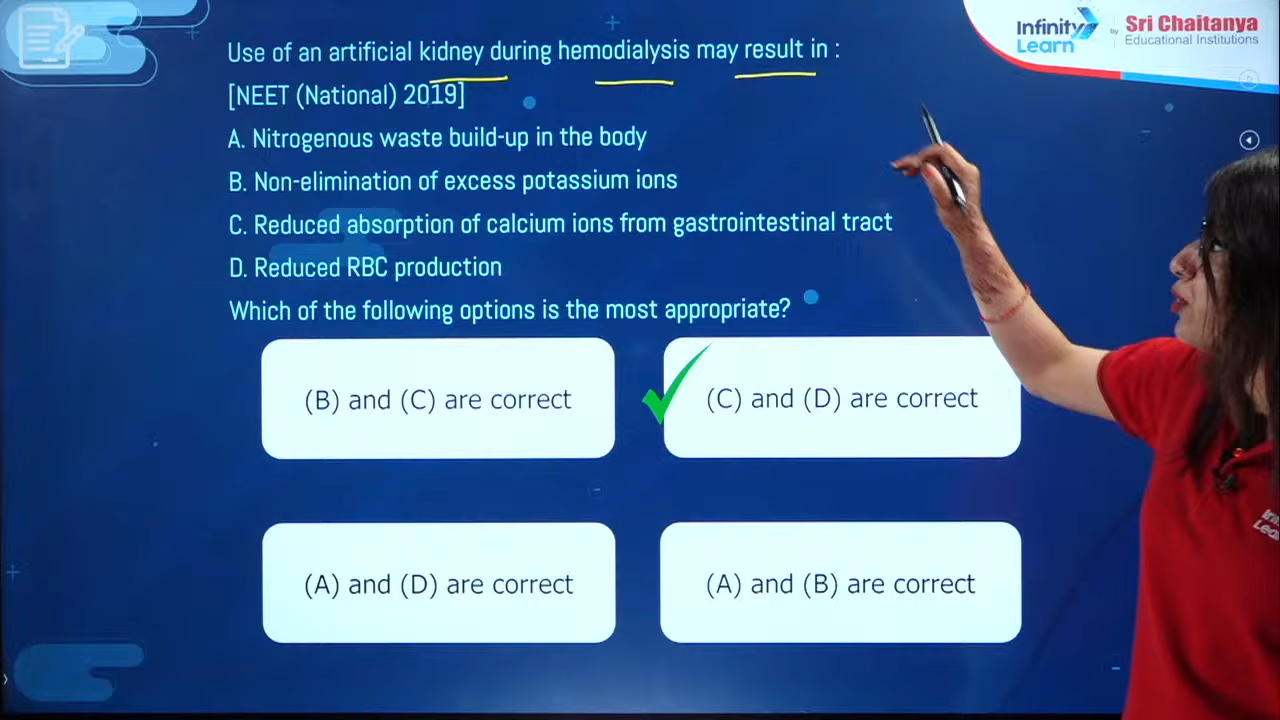 Infinity Learn by Sri Chaitanya Educational Institutions
Use of an artificial kidney during hemodialysis may result in :
[NEET (National) 2019]
A. Nitrogenous waste build-up in the body
B. Non-elimination of excess potassium ions
C. Reduced absorption of calcium ions from gastrointestinal tract
D. Reduced RBC production
Which of the following options is the most appropriate?
(B) and (C) are correct
(C) and (D) are correct
(A) and (D) are correct
(A) and (B) are correct